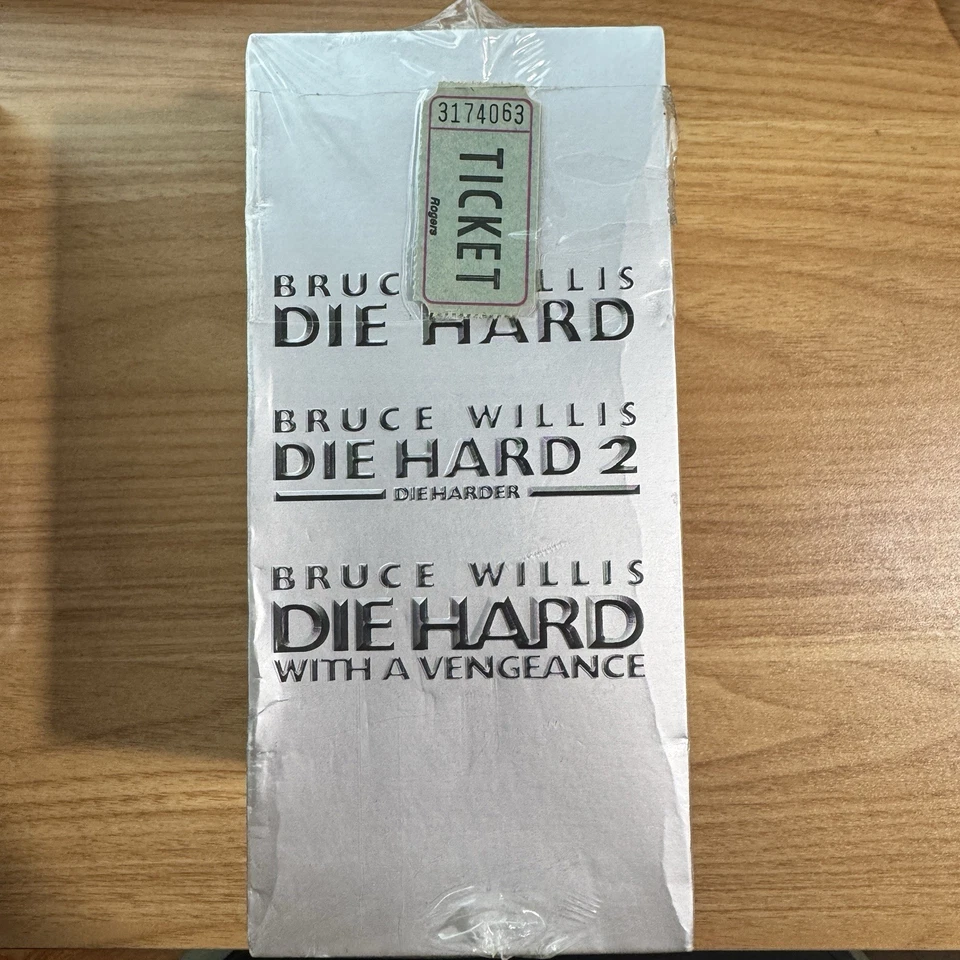 3174063
TICKET
Rogers
BRUC LLIS
DIE HARD
BRUCE WILLIS
DIE HARD 2
DIE HARDER
BRUCE WILLIS
DIE HARD
WITH A VENGEANCE